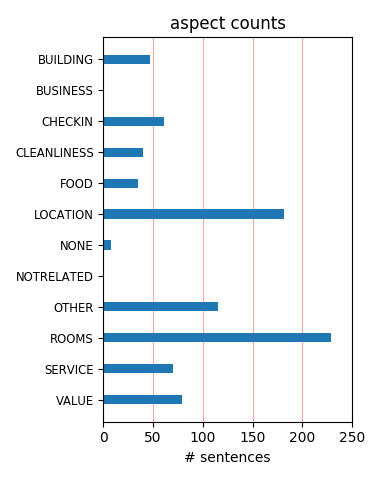 aspect counts
BUILDING
BUSINESS
CHECKIN
CLEANLINESS
FOOD
LOCATION
NONE
NOTRELATED
OTHER
ROOMS
SERVICE
VALUE
0 50 100 150 200 250
# sentences